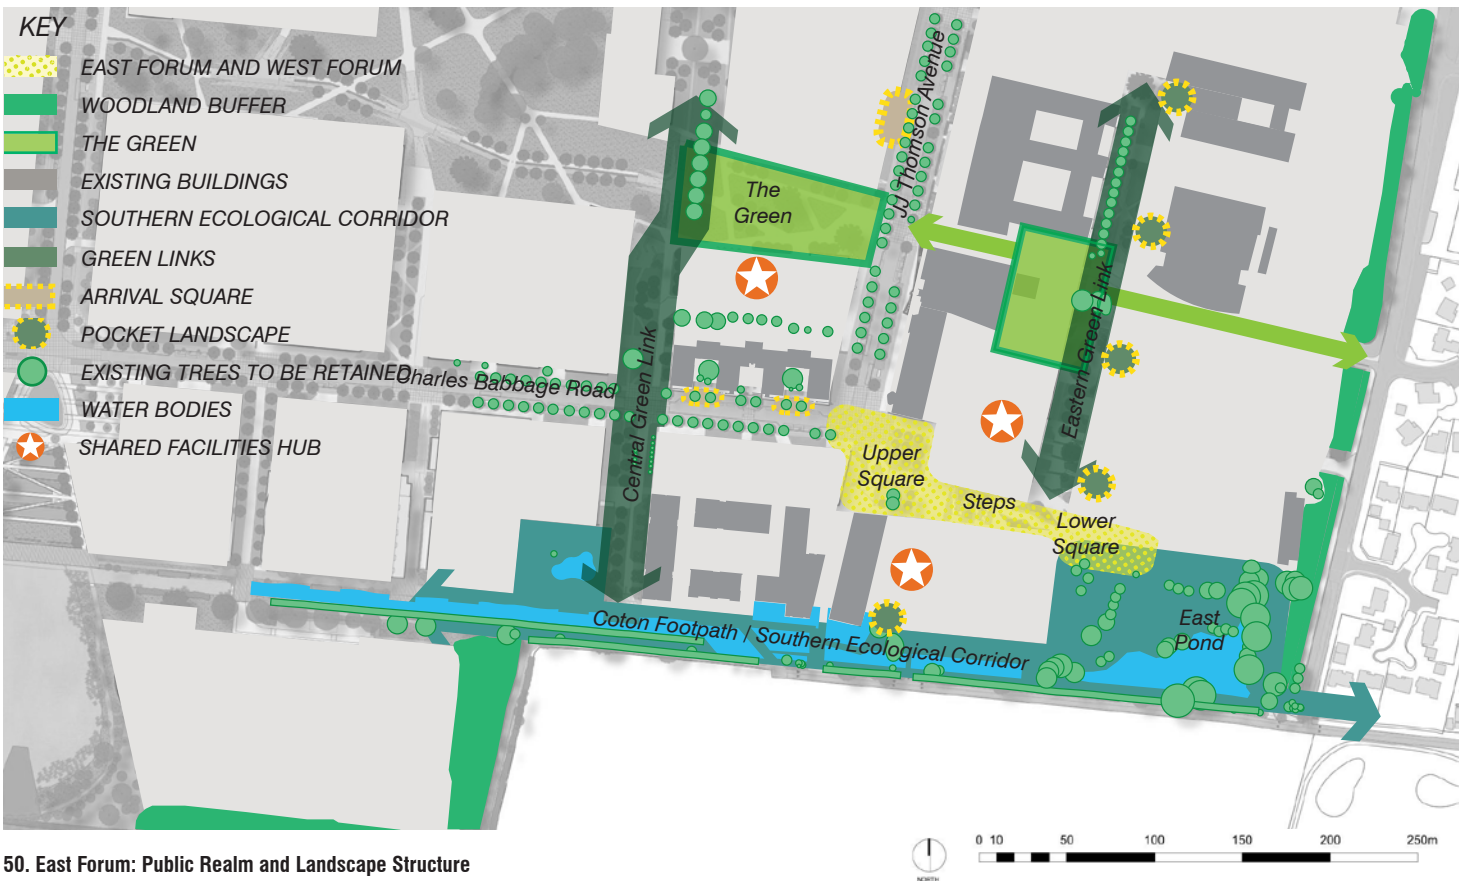 KEY
EAST FORUM AND WEST FORUM
WOODLAND BUFFER
THE GREEN
EXISTING BUILDINGS
SOUTHERN ECOLOGICAL CORRIDOR
GREEN LINKS
ARRIVAL SQUARE
POCKET LANDSCAPE
EXISTING TREES TO BE RETAINED
WATER BODIES
SHARED FACILITIES HUB
JJ Thomson Avenue
The
Green
Eastern Green Link
Charles Babbage Road
Central Green Link
Upper
Square
Steps
Lower
Square
East
Pond
Coton Footpath / Southern Ecological Corridor
0 10 50 100 150 200 250m
NORTH
50. East Forum: Public Realm and Landscape Structure